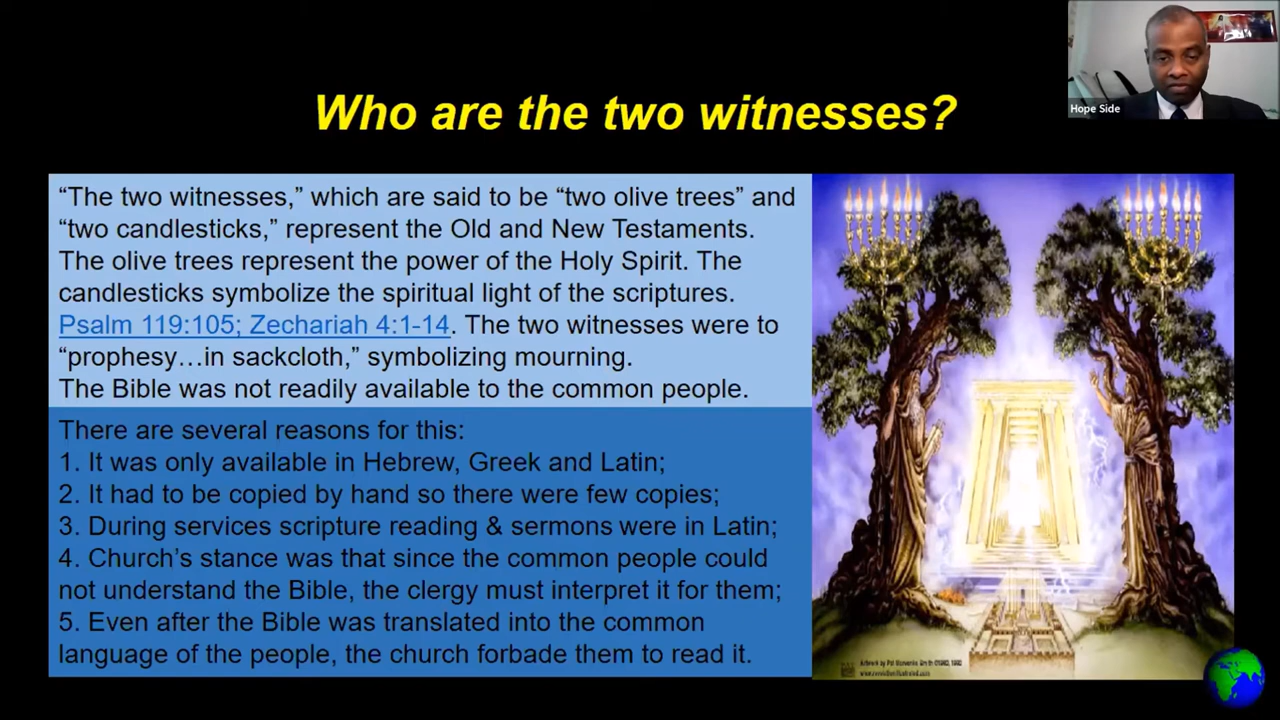 Who are the two witnesses?
Hope Side
“The two witnesses,” which are said to be “two olive trees” and
“two candlesticks,” represent the Old and New Testaments.
The olive trees represent the power of the Holy Spirit. The
candlesticks symbolize the spiritual light of the scriptures.
Psalm 119:105; Zechariah 4:1-14. The two witnesses were to
“prophesy…in sackcloth,” symbolizing mourning.
The Bible was not readily available to the common people.
There are several reasons for this:
1. It was only available in Hebrew, Greek and Latin;
2. It had to be copied by hand so there were few copies;
3. During services scripture reading & sermons were in Latin;
4. Church’s stance was that since the common people could
not understand the Bible, the clergy must interpret it for them;
5. Even after the Bible was translated into the common
language of the people, the church forbade them to read it.
Artwork by Pat